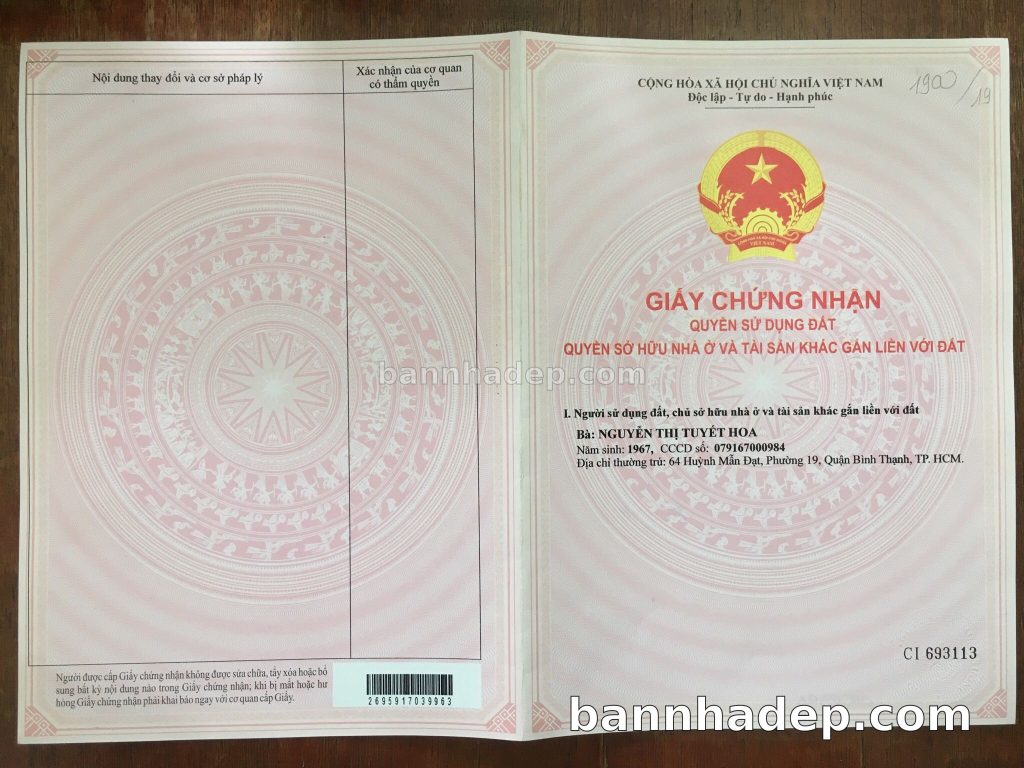 Nội dung thay đổi và cơ sở pháp lý
Xác nhận của cơ quan
có thẩm quyền
Người được cấp Giấy chứng nhận không được sửa chữa, tẩy xóa hoặc bổ
sung bất kỳ nội dung nào trong Giấy chứng nhận; khi bị mất hoặc hư
hỏng Giấy chứng nhận phải khai báo ngay với cơ quan cấp Giấy.
2695917039963
CỘNG HÒA XÃ HỘI CHỦ NGHĨA VIỆT NAM
Độc lập - Tự do - Hạnh phúc
1900/19
VIỆT NAM
GIẤY CHỨNG NHẬN
QUYỀN SỬ DỤNG ĐẤT
QUYỀN SỞ HỮU NHÀ Ở VÀ TÀI SẢN KHÁC GẮN LIỀN VỚI ĐẤT
bannhadep.com
I. Người sử dụng đất, chủ sở hữu nhà ở và tài sản khác gắn liền với đất
Bà: NGUYỄN THỊ TUYẾT HOA
Năm sinh: 1967, CCCD số: 079167000984
Địa chỉ thường trú: 64 Huỳnh Mẫn Đạt, Phường 19, Quận Bình Thạnh, TP. HCM.
CI 693113
bannhadep.com